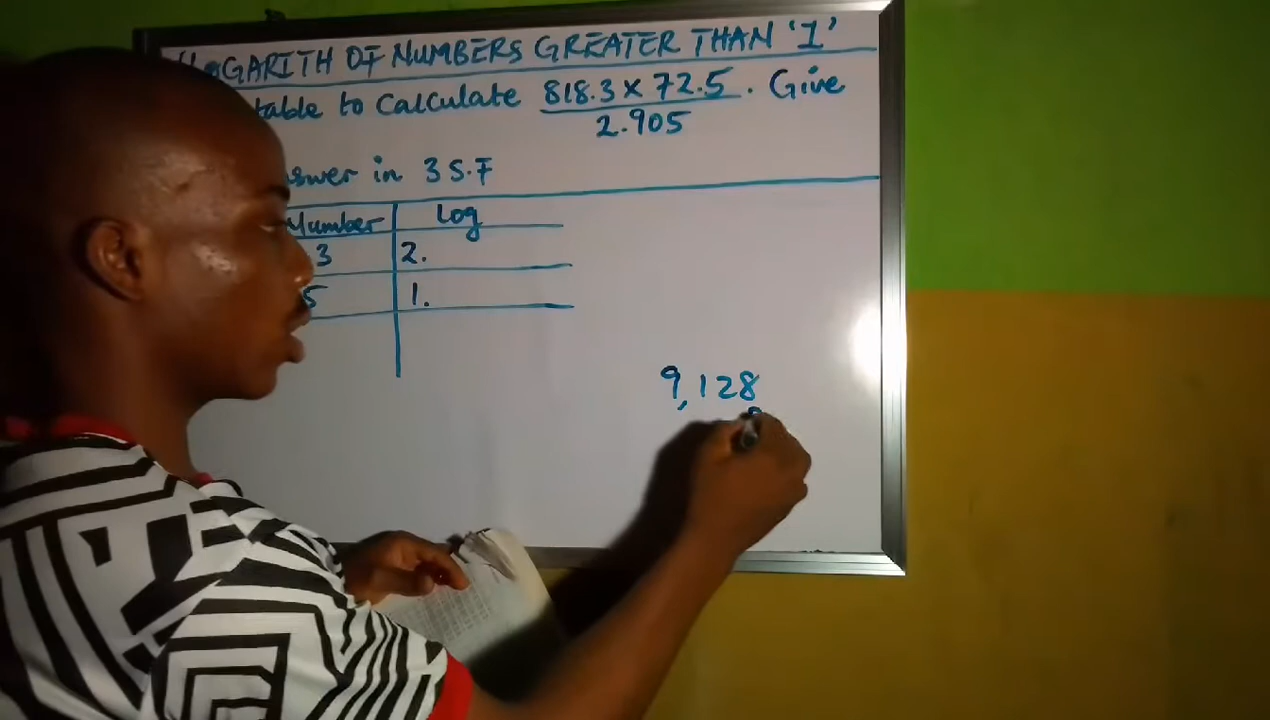 LOGARITH OF NUMBERS GREATER THAN '1'
table to Calculate 818.3 x 72.5 / 2.905 . Give
nswer in 3 S.F
Number Log
3 2.
5 1.
9,128